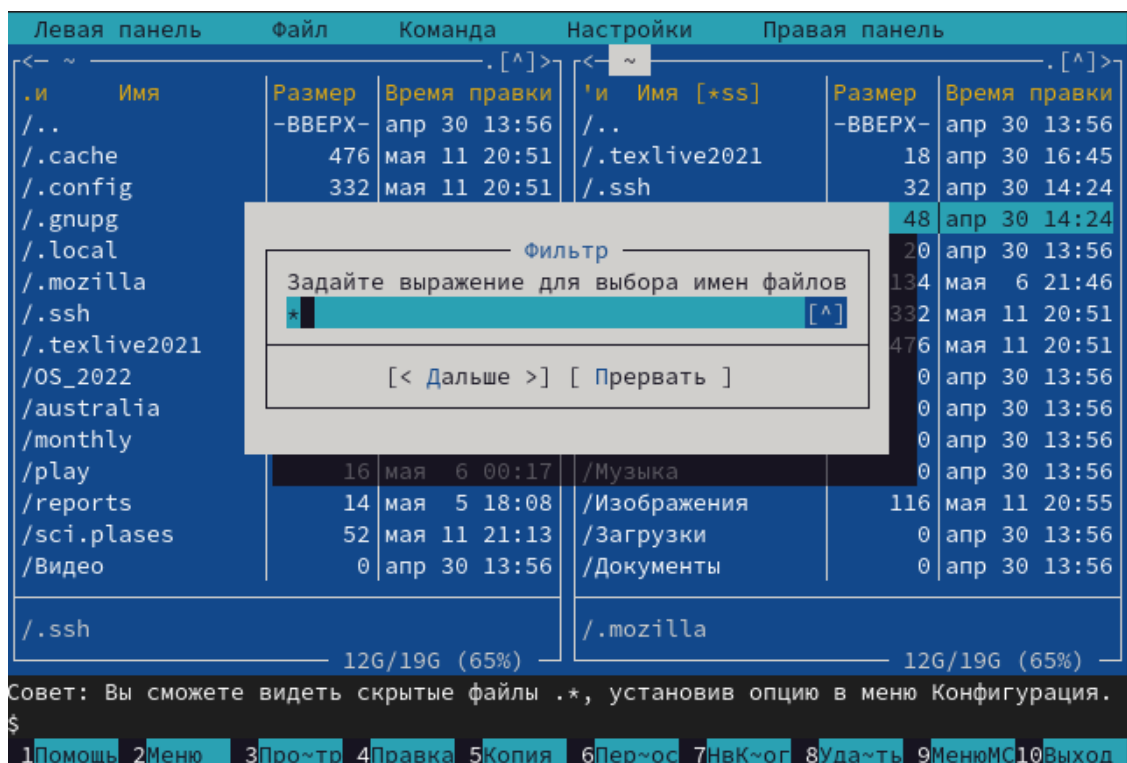 Левая панель Файл Команда Настройки Правая панель
<— ~ .[^]> <— ~ .[^]>
.и Имя Размер Время правки 'и Имя [*ss] Размер Время правки
/.. -ВВЕРХ- апр 30 13:56 /.. -ВВЕРХ- апр 30 13:56
/.cache 476 мая 11 20:51 /.texlive2021 18 апр 30 16:45
/.config 332 мая 11 20:51 /.ssh 32 апр 30 14:24
/.gnupg 48 апр 30 14:24
/.local Фильтр 20 апр 30 13:56
/.mozilla Задайте выражение для выбора имен файлов 134 мая 6 21:46
/.ssh * [^] 332 мая 11 20:51
/.texlive2021 476 мая 11 20:51
/OS_2022 [< Дальше >] [ Прервать ] 0 апр 30 13:56
/australia 0 апр 30 13:56
/monthly 0 апр 30 13:56
/play 16 мая 6 00:17 /Музыка 0 апр 30 13:56
/reports 14 мая 5 18:08 /Изображения 116 мая 11 20:55
/sci.plases 52 мая 11 21:13 /Загрузки 0 апр 30 13:56
/Видео 0 апр 30 13:56 /Документы 0 апр 30 13:56
/.ssh /.mozilla
12G/19G (65%) 12G/19G (65%)
Совет: Вы сможете видеть скрытые файлы .*, установив опцию в меню Конфигурация.
$
1Помощь 2Меню 3Про~тр 4Правка 5Копия 6Пер~ос 7НвК~ог 8Уда~ть 9МенюМС10Выход